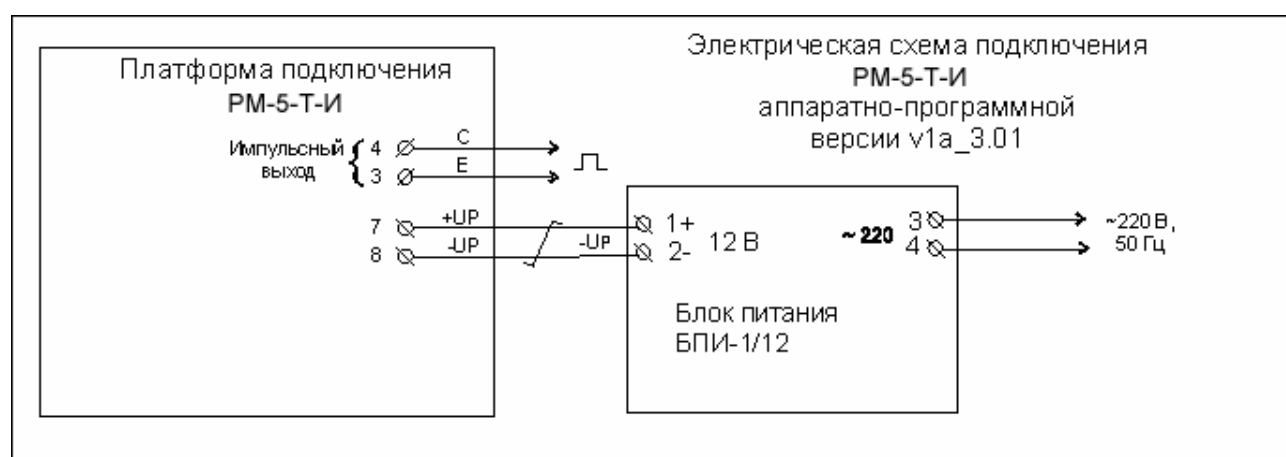 Электрическая схема подключения
РМ-5-Т-И
аппаратно-программной
версии v1a_3.01
Платформа подключения
РМ-5-Т-И
Импульсный
выход
4
C
3
E
7
+UP
8
-UP
-UP
1+
2-
12 В
~220
3
4
~220 В,
50 Гц
Блок питания
БПИ-1/12